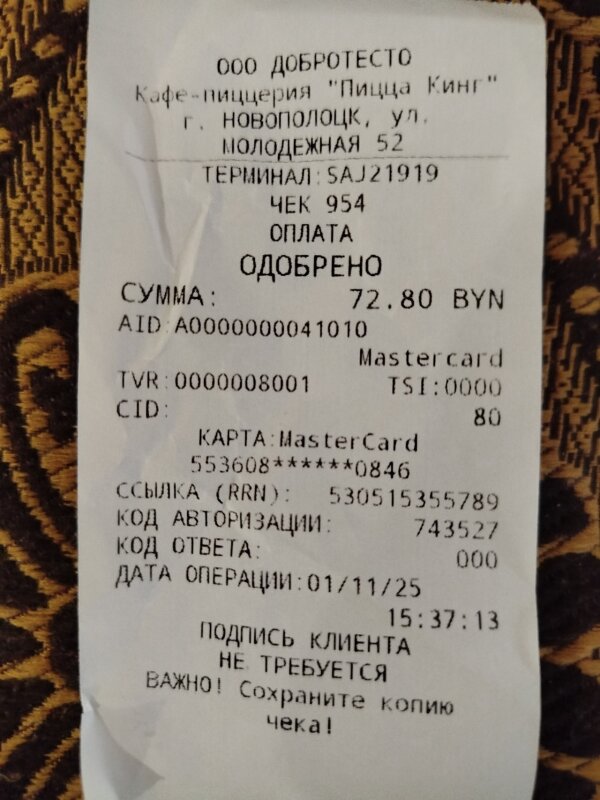 ООО ДОБРОТЕСТО
Кафе-пиццерия "Пицца Кинг"
г. НОВОПОЛОЦК, ул.
МОЛОДЕЖНАЯ 52
ТЕРМИНАЛ:SAJ21919
ЧЕК 954
ОПЛАТА
ОДОБРЕНО
СУММА: 72.80 BYN
AID:A0000000041010
Mastercard
TVR:0000008001 TSI:0000
CID: 80
КАРТА:MasterCard
553608******0846
ССЫЛКА (RRN): 530515355789
КОД АВТОРИЗАЦИИ: 743527
КОД ОТВЕТА: 000
ДАТА ОПЕРАЦИИ:01/11/25
15:37:13
ПОДПИСЬ КЛИЕНТА
НЕ ТРЕБУЕТСЯ
ВАЖНО! Сохраните копию
чека!